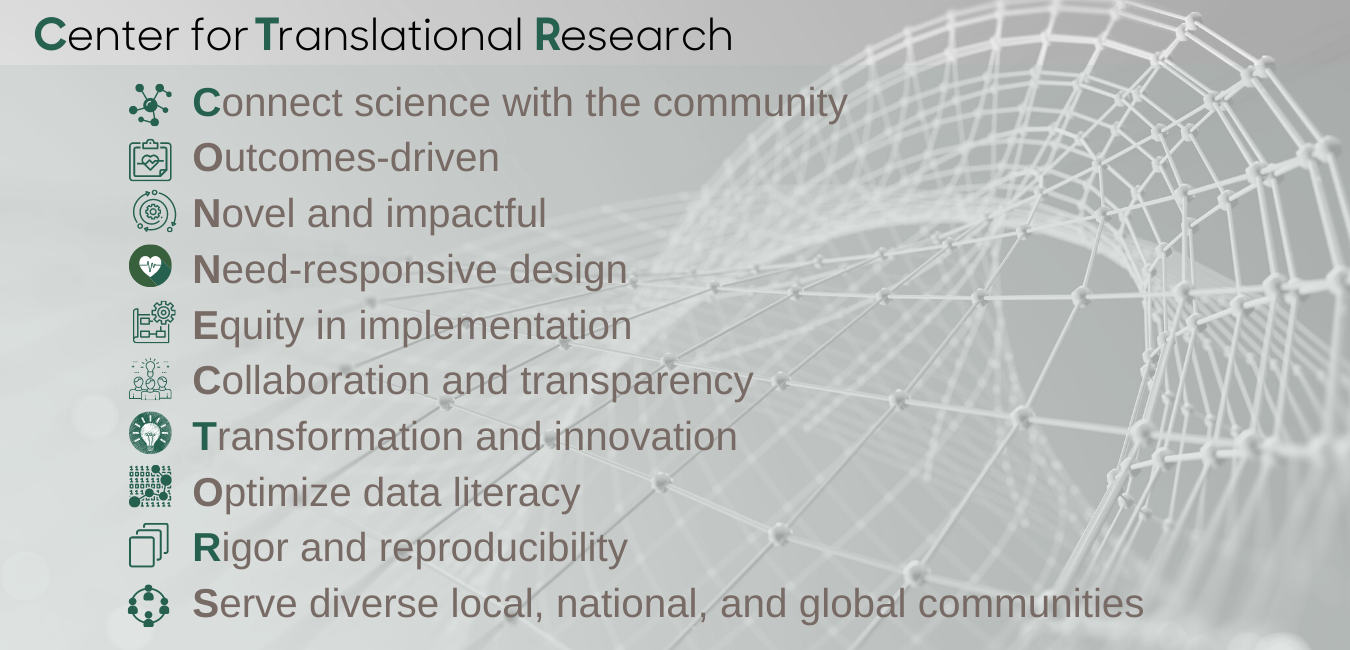 Center for Translational Research
Connect science with the community
Outcomes-driven
Novel and impactful
Need-responsive design
Equity in implementation
Collaboration and transparency
Transformation and innovation
Optimize data literacy
Rigor and reproducibility
Serve diverse local, national, and global communities